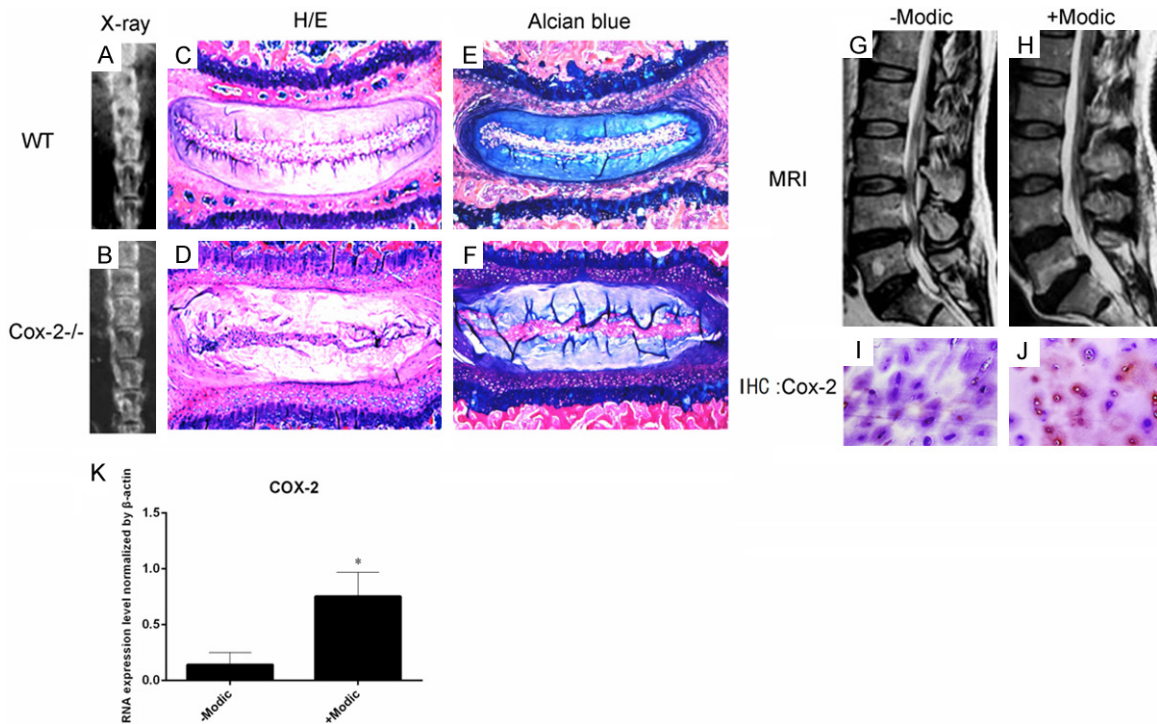 X-ray
H/E
Alcian blue
-Modic
+Modic
A
C
E
G
H
WT
MRI
B
D
F
Cox-2-/-
I
J
IHC :Cox-2
K
COX-2
RNA expression level normalized by β-actin
1.5
1.0
0.5
0.0
*
-Modic
+Modic